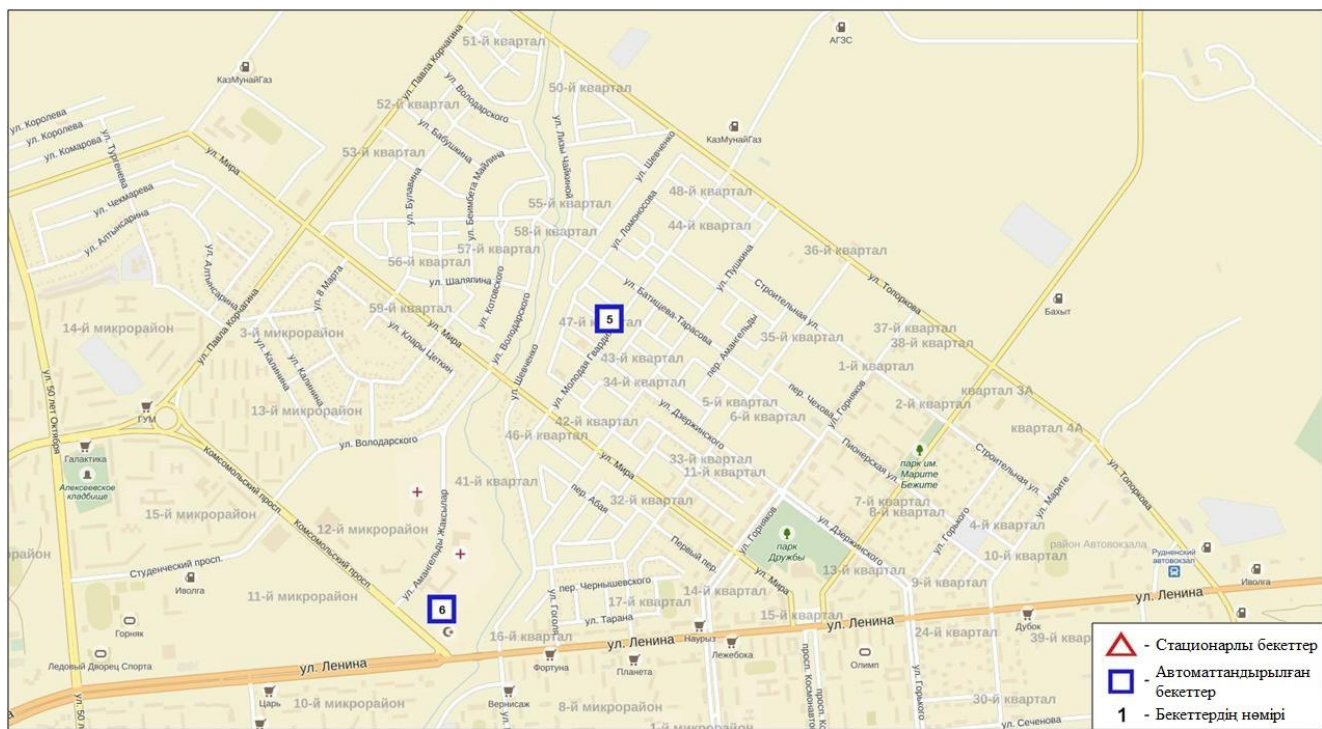 51-й квартал
АГЗС
КазМунайГаз
ул. Павла Корчагина
50-й квартал
ул. Королева
ул. Королева
ул. Комарова
ул. Тургенева
52-й квартал
ул. Володарского
ул. Бабушкина
ул. Лизы Чайкиной
ул. Шевченко
КазМунайГаз
ул. Мира
53-й квартал
ул. Беимбета Майлина
ул. Булавина
48-й квартал
ул. Чекмарева
ул. Алтынсарина
55-й квартал
ул. Ломоносова
44-й квартал
58-й квартал
57-й квартал
36-й квартал
ул. Пушкина
56-й квартал
ул. Алтынсарина
ул. 8 Марта
ул. Шаляпина
ул. Котовского
ул. Володарского
ул. Батищева-Тарасова
Строительная ул.
ул. Топоркова
Бахыт
59-й квартал
5
47-й квартал
14-й микрорайон
3-й микрорайон
ул. Павла Корчагина
ул. Мира
ул. Клары Цеткин
ул. Молодая Гвардия
пер. Амангельды
35-й квартал
37-й квартал
38-й квартал
ул. Калинина
ул. Калинина
ул. Шевченко
43-й квартал
1-й квартал
34-й квартал
ул. 50 лет Октября
5-й квартал
6-й квартал
пер. Чехова
ул. Горняков
2-й квартал
квартал 3А
13-й микрорайон
ГУМ
42-й квартал
ул. Дзержинского
квартал 4А
46-й квартал
ул. Володарского
Галактика
Алексеевское
кладбище
Комсомольский просп.
41-й квартал
ул. Мира
33-й квартал
11-й квартал
Пионерская ул.
парк им.
Марите
Бежите
Строительная ул.
ул. Марите
ул. Топоркова
15-й микрорайон
12-й микрорайон
пер. Абая
32-й квартал
7-й квартал
8-й квартал
ул. Горняков
ул. Дзержинского
ул. Горького
4-й квартал
Комсомольский просп.
ул. Амангельды Жаксылар
Первый пер.
парк
Дружбы
10-й квартал
район Автовокзала
Рудненский
автовокзал
Студенческий просп.
Иволга
11-й микрорайон
пер. Чернышевского
ул. Мира
13-й квартал
9-й квартал
Иволга
6
ул. Гоголя
17-й квартал
14-й квартал
15-й квартал
ул. Ленина
Горняк
ул. Тарана
Дубок
16-й квартал
ул. Ленина
Наурыз
24-й квартал
39-й квартал
Ледовый Дворец Спорта
ул. Ленина
Фортуна
Планета
Лежебока
Олимп
просп. Космонавтов
ул. Горького
Царь
10-й микрорайон
Вернисаж
8-й микрорайон
1-й микрорайон
30-й квартал
ул. Сеченова
- Стационарлы бекеттер
- Автоматтандырылған
бекеттер
1 - Бекеттердің нөмірі